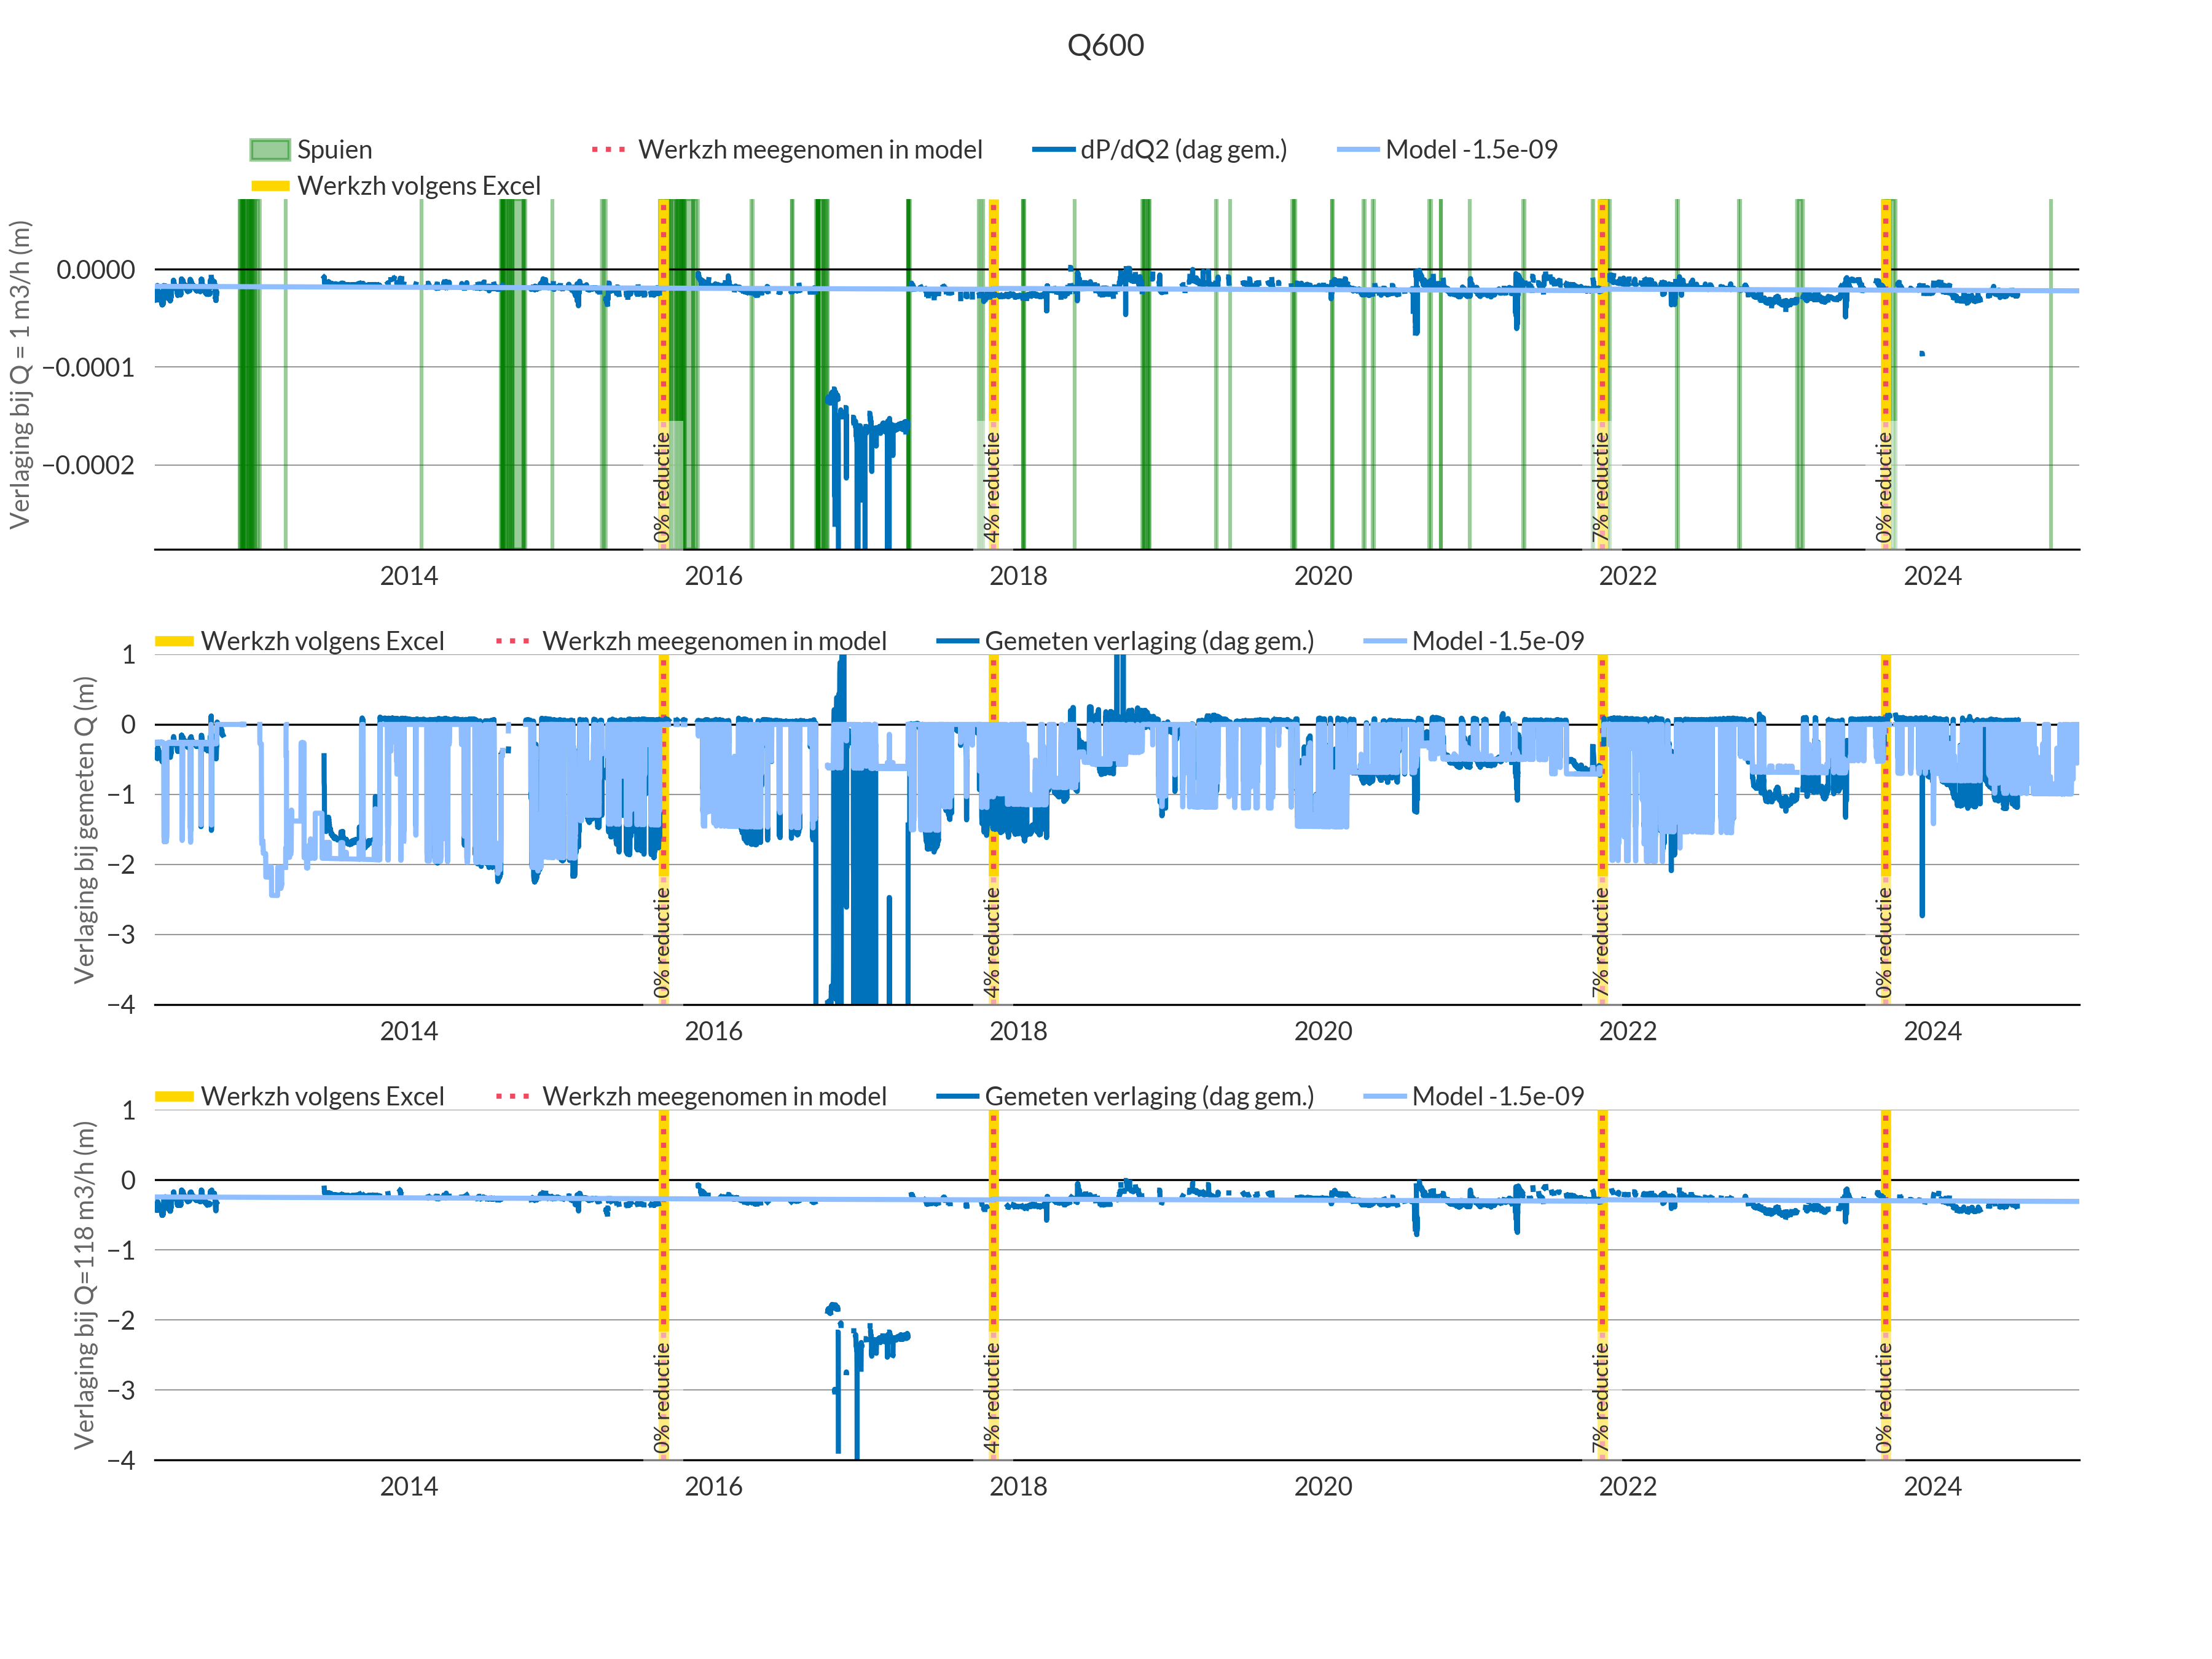 Q600
Spuien
Werkzh meegenomen in model
dP/dQ2 (dag gem.)
Model -1.5e-09
Werkzh volgens Excel
Verlaging bij Q = 1 m3/h (m)
0.0000
−0.0001
−0.0002
0% reductie
4% reductie
7% reductie
0% reductie
2014 2016 2018 2020 2022 2024
Werkzh volgens Excel
Werkzh meegenomen in model
Gemeten verlaging (dag gem.)
Model -1.5e-09
Verlaging bij gemeten Q (m)
1
0
−1
−2
−3
−4
0% reductie
4% reductie
7% reductie
0% reductie
2014 2016 2018 2020 2022 2024
Werkzh volgens Excel
Werkzh meegenomen in model
Gemeten verlaging (dag gem.)
Model -1.5e-09
Verlaging bij Q=118 m3/h (m)
1
0
−1
−2
−3
−4
0% reductie
4% reductie
7% reductie
0% reductie
2014 2016 2018 2020 2022 2024